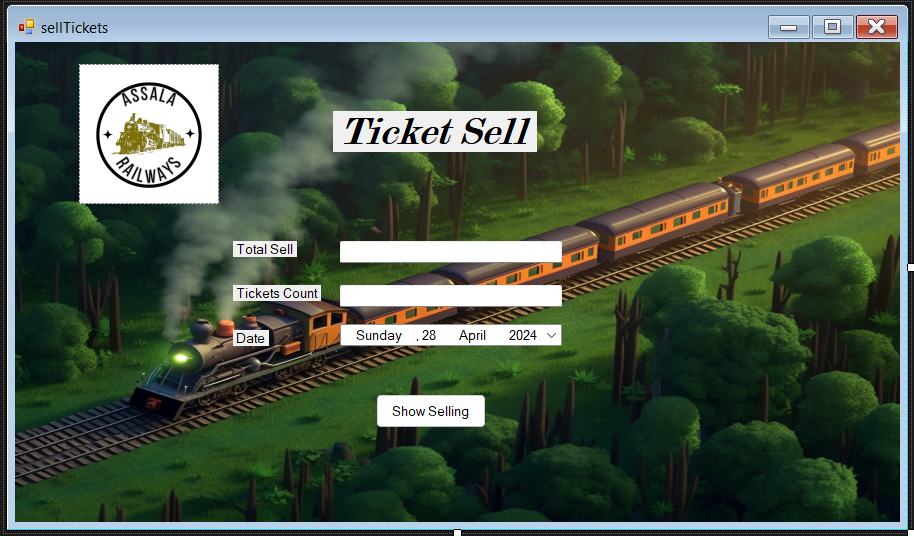 sellTickets
ASSALA
RAILWAYS
Ticket Sell
Total Sell
Tickets Count
Date
Sunday , 28 April 2024
Show Selling